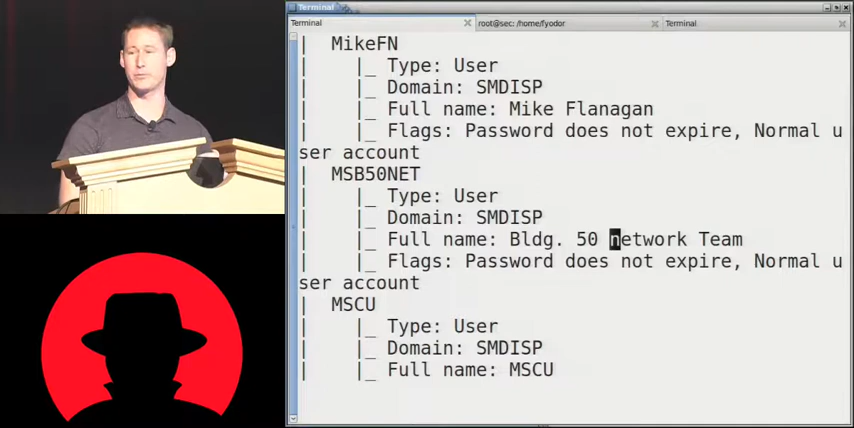 Terminal
Terminal
root@sec: /home/fyodor
Terminal
| MikeFN
| |_ Type: User
| |_ Domain: SMDISP
| |_ Full name: Mike Flanagan
| |_ Flags: Password does not expire, Normal u
ser account
| MSB50NET
| |_ Type: User
| |_ Domain: SMDISP
| |_ Full name: Bldg. 50 network Team
| |_ Flags: Password does not expire, Normal u
ser account
| MSCU
| |_ Type: User
| |_ Domain: SMDISP
| |_ Full name: MSCU